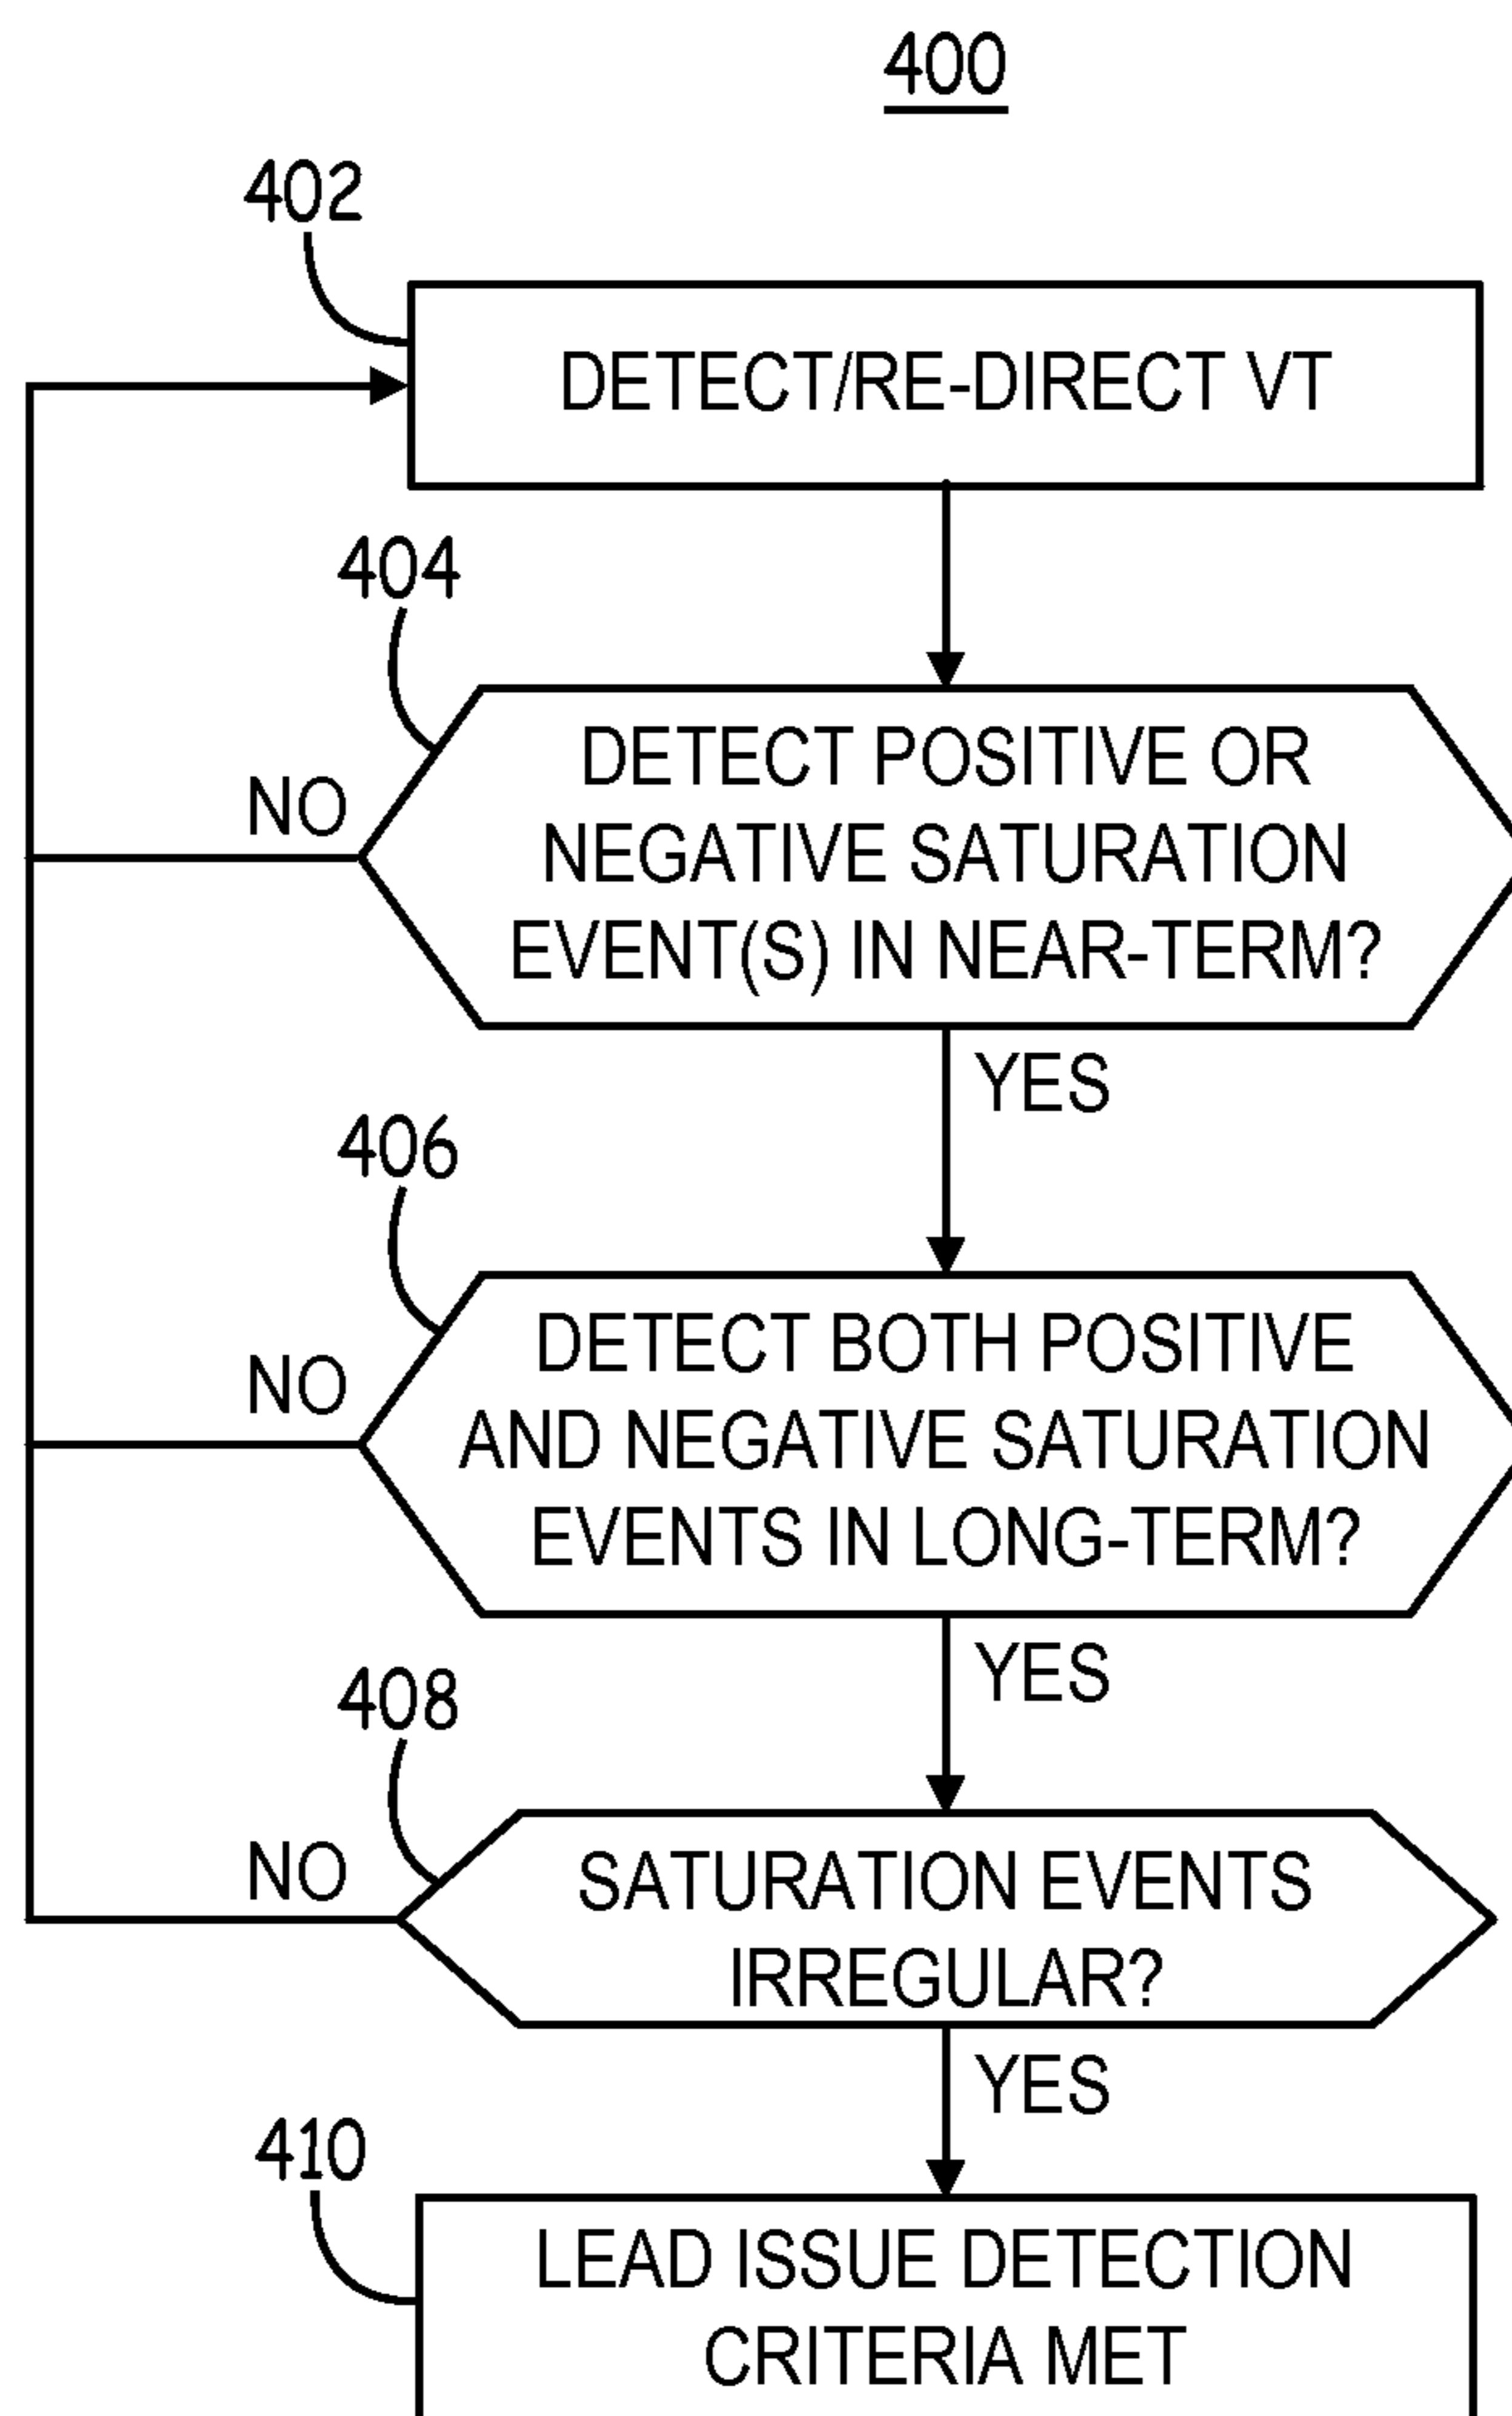 400
402
DETECT/RE-DIRECT VT
404
DETECT POSITIVE OR
NEGATIVE SATURATION
EVENT(S) IN NEAR-TERM?
NO
YES
406
DETECT BOTH POSITIVE
AND NEGATIVE SATURATION
EVENTS IN LONG-TERM?
NO
YES
408
SATURATION EVENTS
IRREGULAR?
NO
YES
410
LEAD ISSUE DETECTION
CRITERIA MET